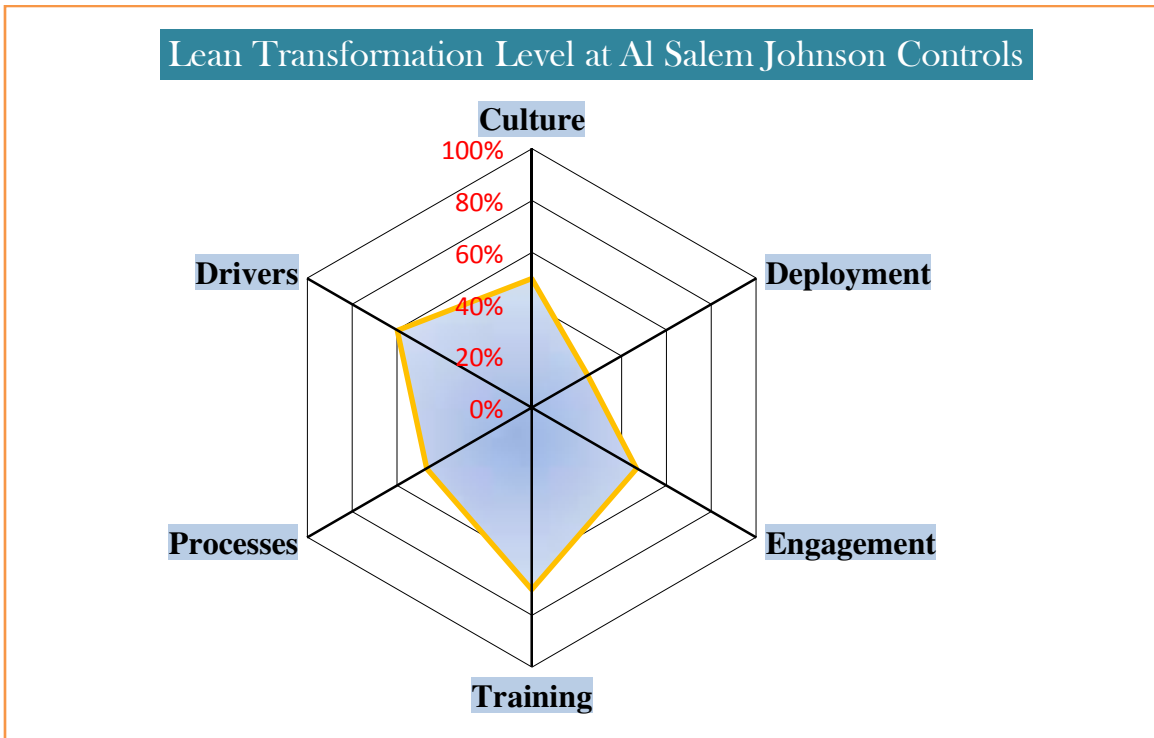 Lean Transformation Level at Al Salem Johnson Controls
Culture
100%
80%
60%
40%
20%
0%
Drivers
Deployment
Processes
Engagement
Training